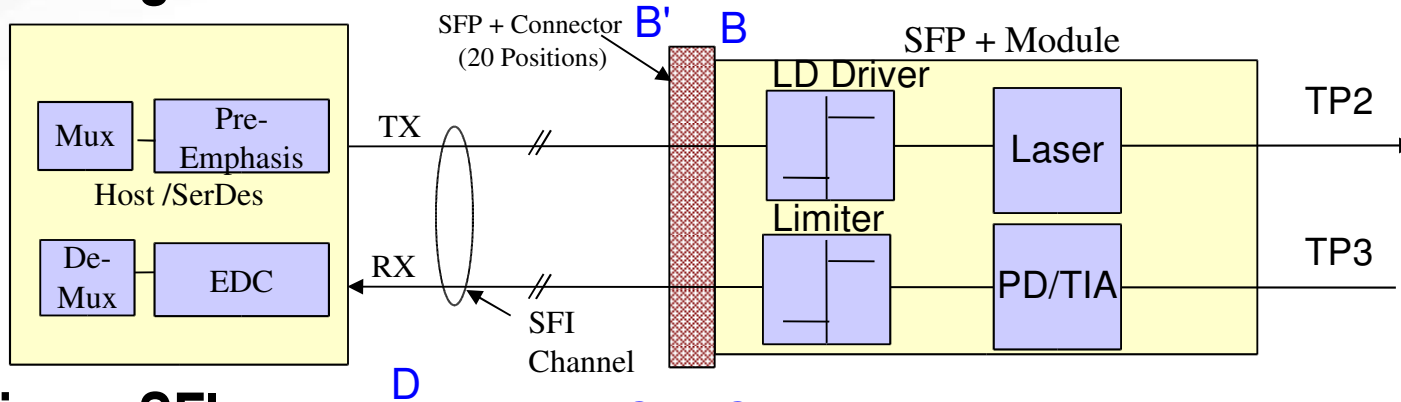 SFP + Connector
(20 Positions)
B'
B
SFP + Module
LD Driver
Mux
Pre-
Emphasis
TX
Laser
TP2
Host /SerDes
Limiter
De-
Mux
EDC
RX
PD/TIA
TP3
SFI
Channel
D